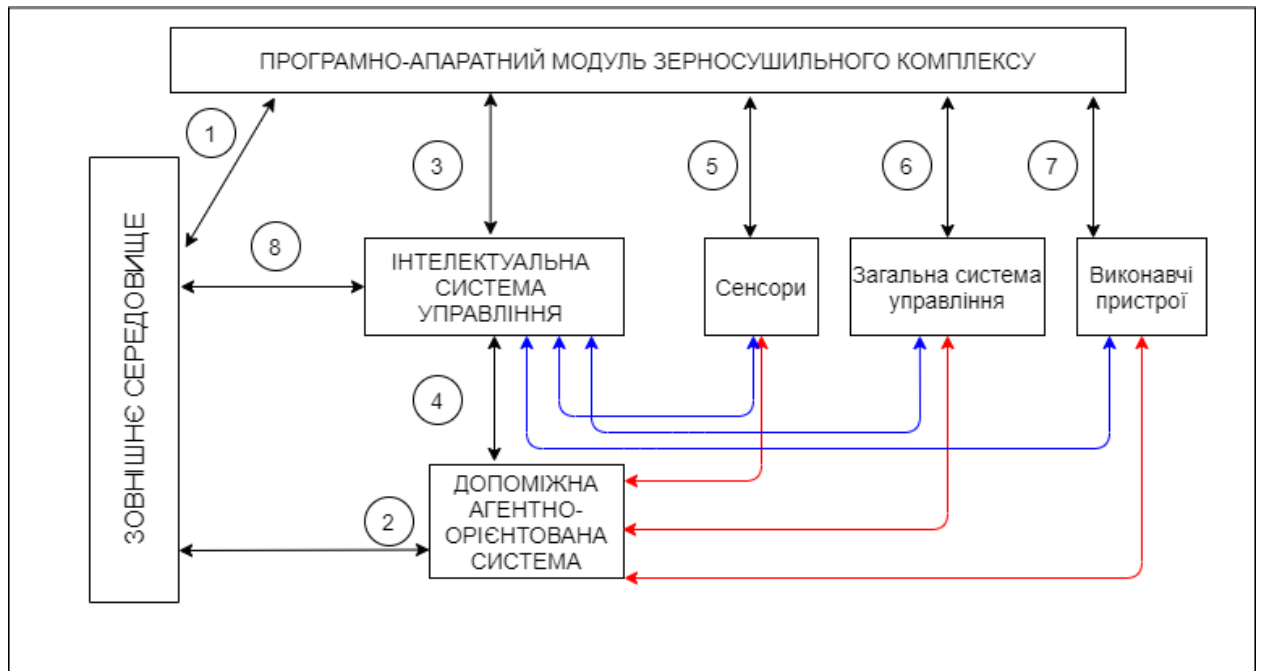 ПРОГРАМНО-АПАРАТНИЙ МОДУЛЬ ЗЕРНОСУШИЛЬНОГО КОМПЛЕКСУ
1
3
5
6
7
ЗОВНІШНЄ СЕРЕДОВИЩЕ
8
ІНТЕЛЕКТУАЛЬНА
СИСТЕМА
УПРАВЛІННЯ
Сенсори
Загальна система
управління
Виконавчі
пристрої
4
2
ДОПОМІЖНА
АГЕНТНО-
ОРІЄНТОВАНА
СИСТЕМА